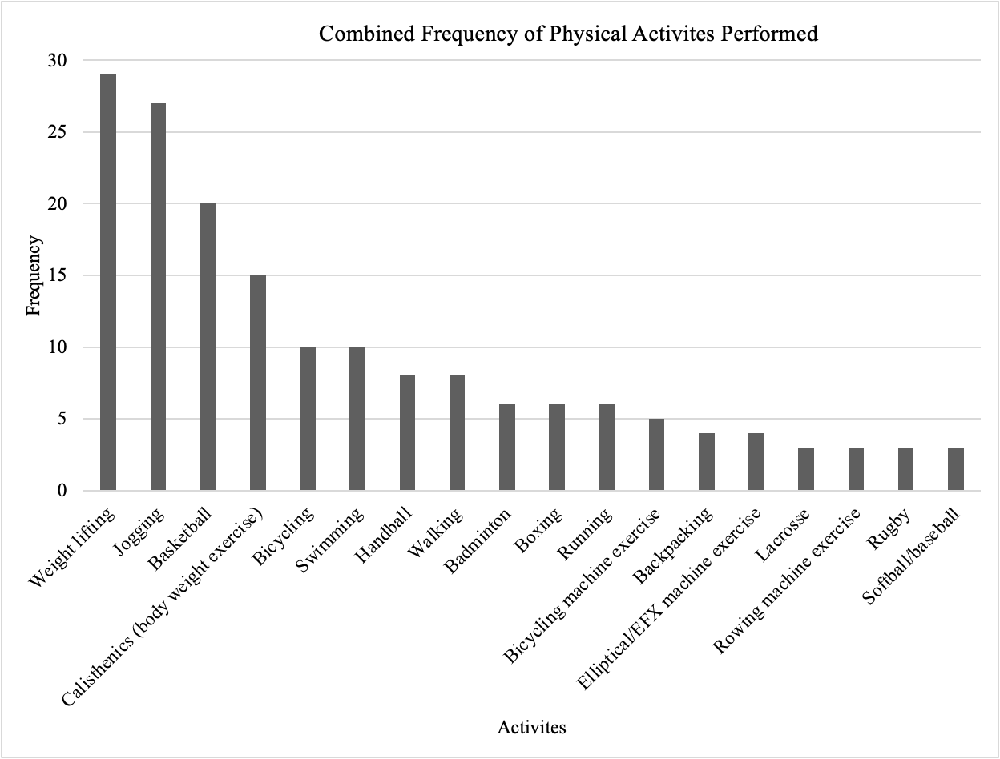 Combined Frequency of Physical Activites Performed
30
25
20
15
10
5
0
Frequency
Weight lifting
Jogging
Basketball
Calisthenics (body weight exercise)
Bicycling
Swimming
Handball
Walking
Badminton
Boxing
Running
Bicycling machine exercise
Backpacking
Elliptical/EFX machine exercise
Lacrosse
Rowing machine exercise
Rugby
Softball/baseball
Activites